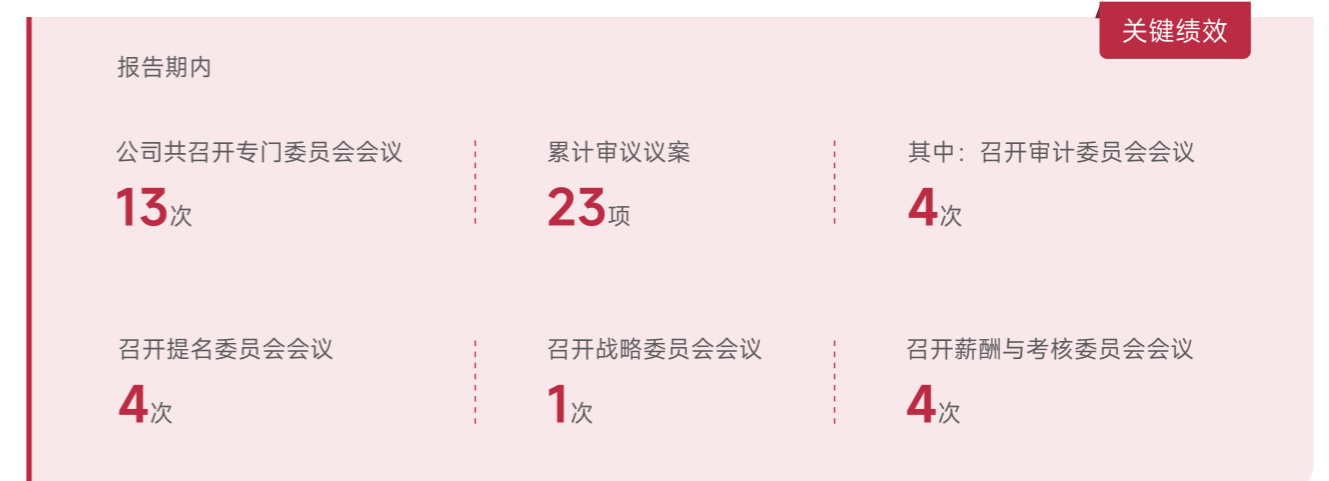 关键绩效
报告期内
公司共召开专门委员会会议
13次
累计审议议案
23项
其中：召开审计委员会会议
4次
召开提名委员会会议
4次
召开战略委员会会议
1次
召开薪酬与考核委员会会议
4次